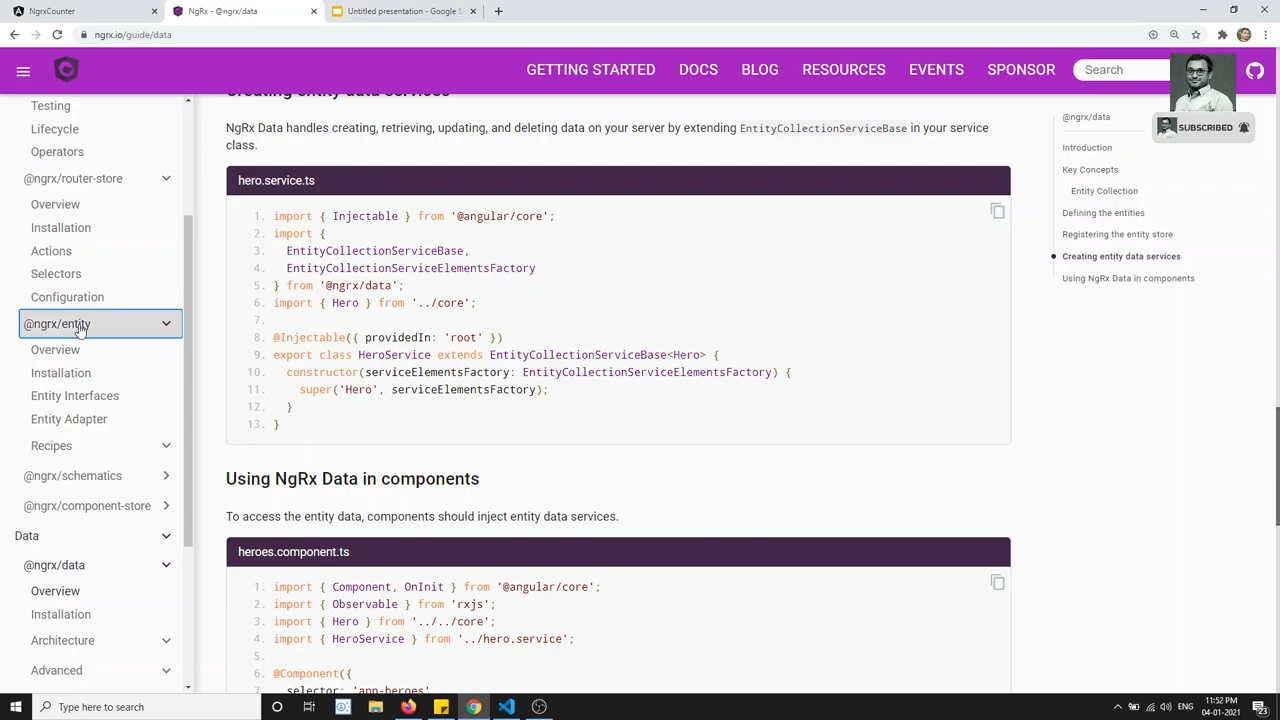 NgrxCounter
NgRx - @ngrx/data
Untitled presentation - Google S
ngrx.io/guide/data
GETTING STARTED
DOCS
BLOG
RESOURCES
EVENTS
SPONSOR
Search
SUBSCRIBED
Testing
Lifecycle
Operators
@ngrx/router-store
Overview
Installation
Actions
Selectors
Configuration
@ngrx/entity
Overview
Installation
Entity Interfaces
Entity Adapter
Recipes
@ngrx/schematics
@ngrx/component-store
Data
@ngrx/data
Overview
Installation
Architecture
Advanced
Creating entity data services
NgRx Data handles creating, retrieving, updating, and deleting data on your server by extending EntityCollectionServiceBase in your service
class.
hero.service.ts
1. import { Injectable } from '@angular/core';
2. import {
3. EntityCollectionServiceBase,
4. EntityCollectionServiceElementsFactory
5. } from '@ngrx/data';
6. import { Hero } from '../core';
7.
8. @Injectable({ providedIn: 'root' })
9. export class HeroService extends EntityCollectionServiceBase<Hero> {
10. constructor(serviceElementsFactory: EntityCollectionServiceElementsFactory) {
11. super('Hero', serviceElementsFactory);
12. }
13. }
Using NgRx Data in components
To access the entity data, components should inject entity data services.
heroes.component.ts
1. import { Component, OnInit } from '@angular/core';
2. import { Observable } from 'rxjs';
3. import { Hero } from '../../core';
4. import { HeroService } from '../hero.service';
5.
6. @Component({
7. selector: 'app-heroes'
@ngrx/data
Introduction
Key Concepts
Entity Collection
Defining the entities
Registering the entity store
Creating entity data services
Using NgRx Data in components
Type here to search
ENG
11:52 PM
04-01-2021
23